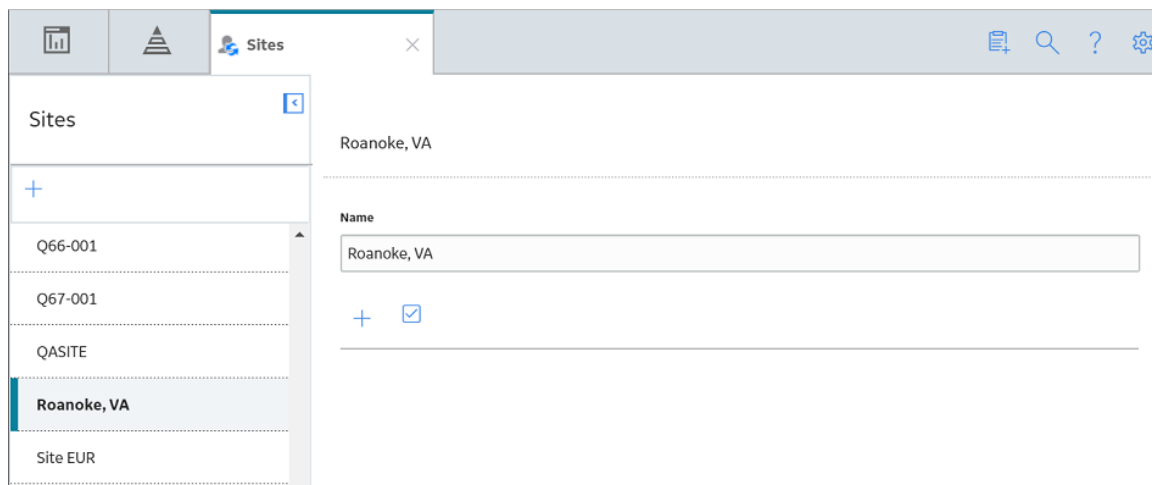 Sites
Sites
Roanoke, VA
Name
Roanoke, VA
Q66-001
Q67-001
QASITE
Roanoke, VA
Site EUR